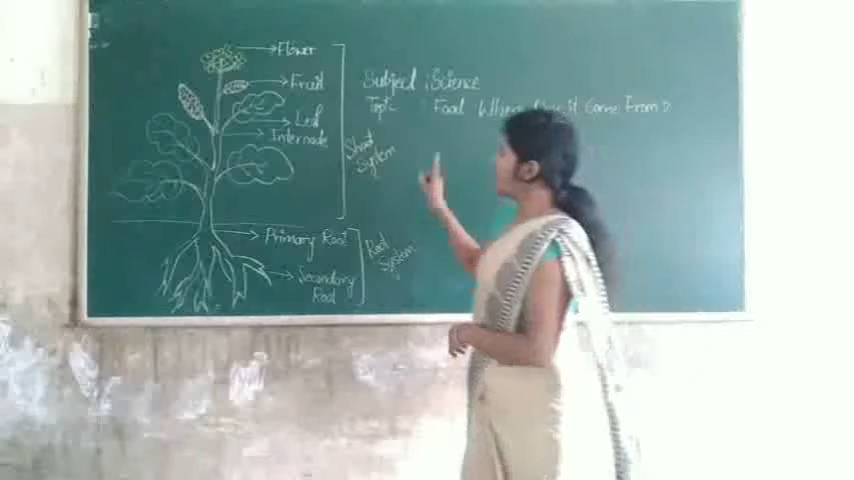 Flower
Fruit
Leaf
Internode
Shoot
System
Primary Root
Secondary
Root
Root
System
Subject : Science
Topic : Food Where Does It Come From?